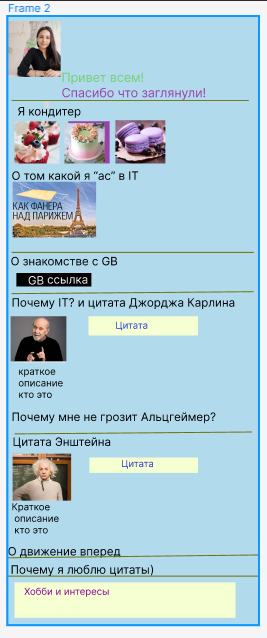 Frame 2
Привет всем!
Спасибо что заглянули!
Я кондитер
О том какой я “ас” в IT
КАК ФАНЕРА
НАД ПАРИЖЕМ
О знакомстве с GB
GB ссылка
Почему IT? и цитата Джорджа Карлина
Цитата
краткое
описание
кто это
Почему мне не грозит Альцгеймер?
Цитата Энштейна
Цитата
Краткое
описание
кто это
О движение вперед
Почему я люблю цитаты)
Хобби и интересы